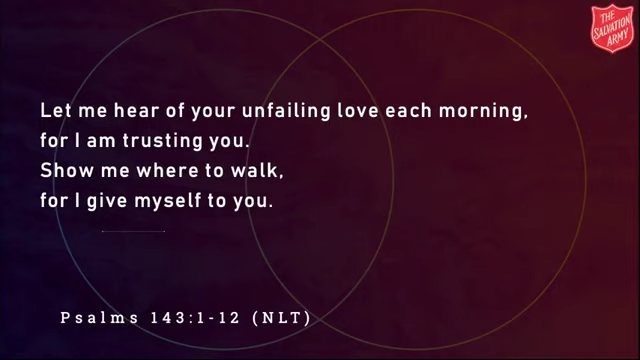 THE
SALVATION
ARMY
Let me hear of your unfailing love each morning,
for I am trusting you.
Show me where to walk,
for I give myself to you.
Psalms 143:1-12 (NLT)